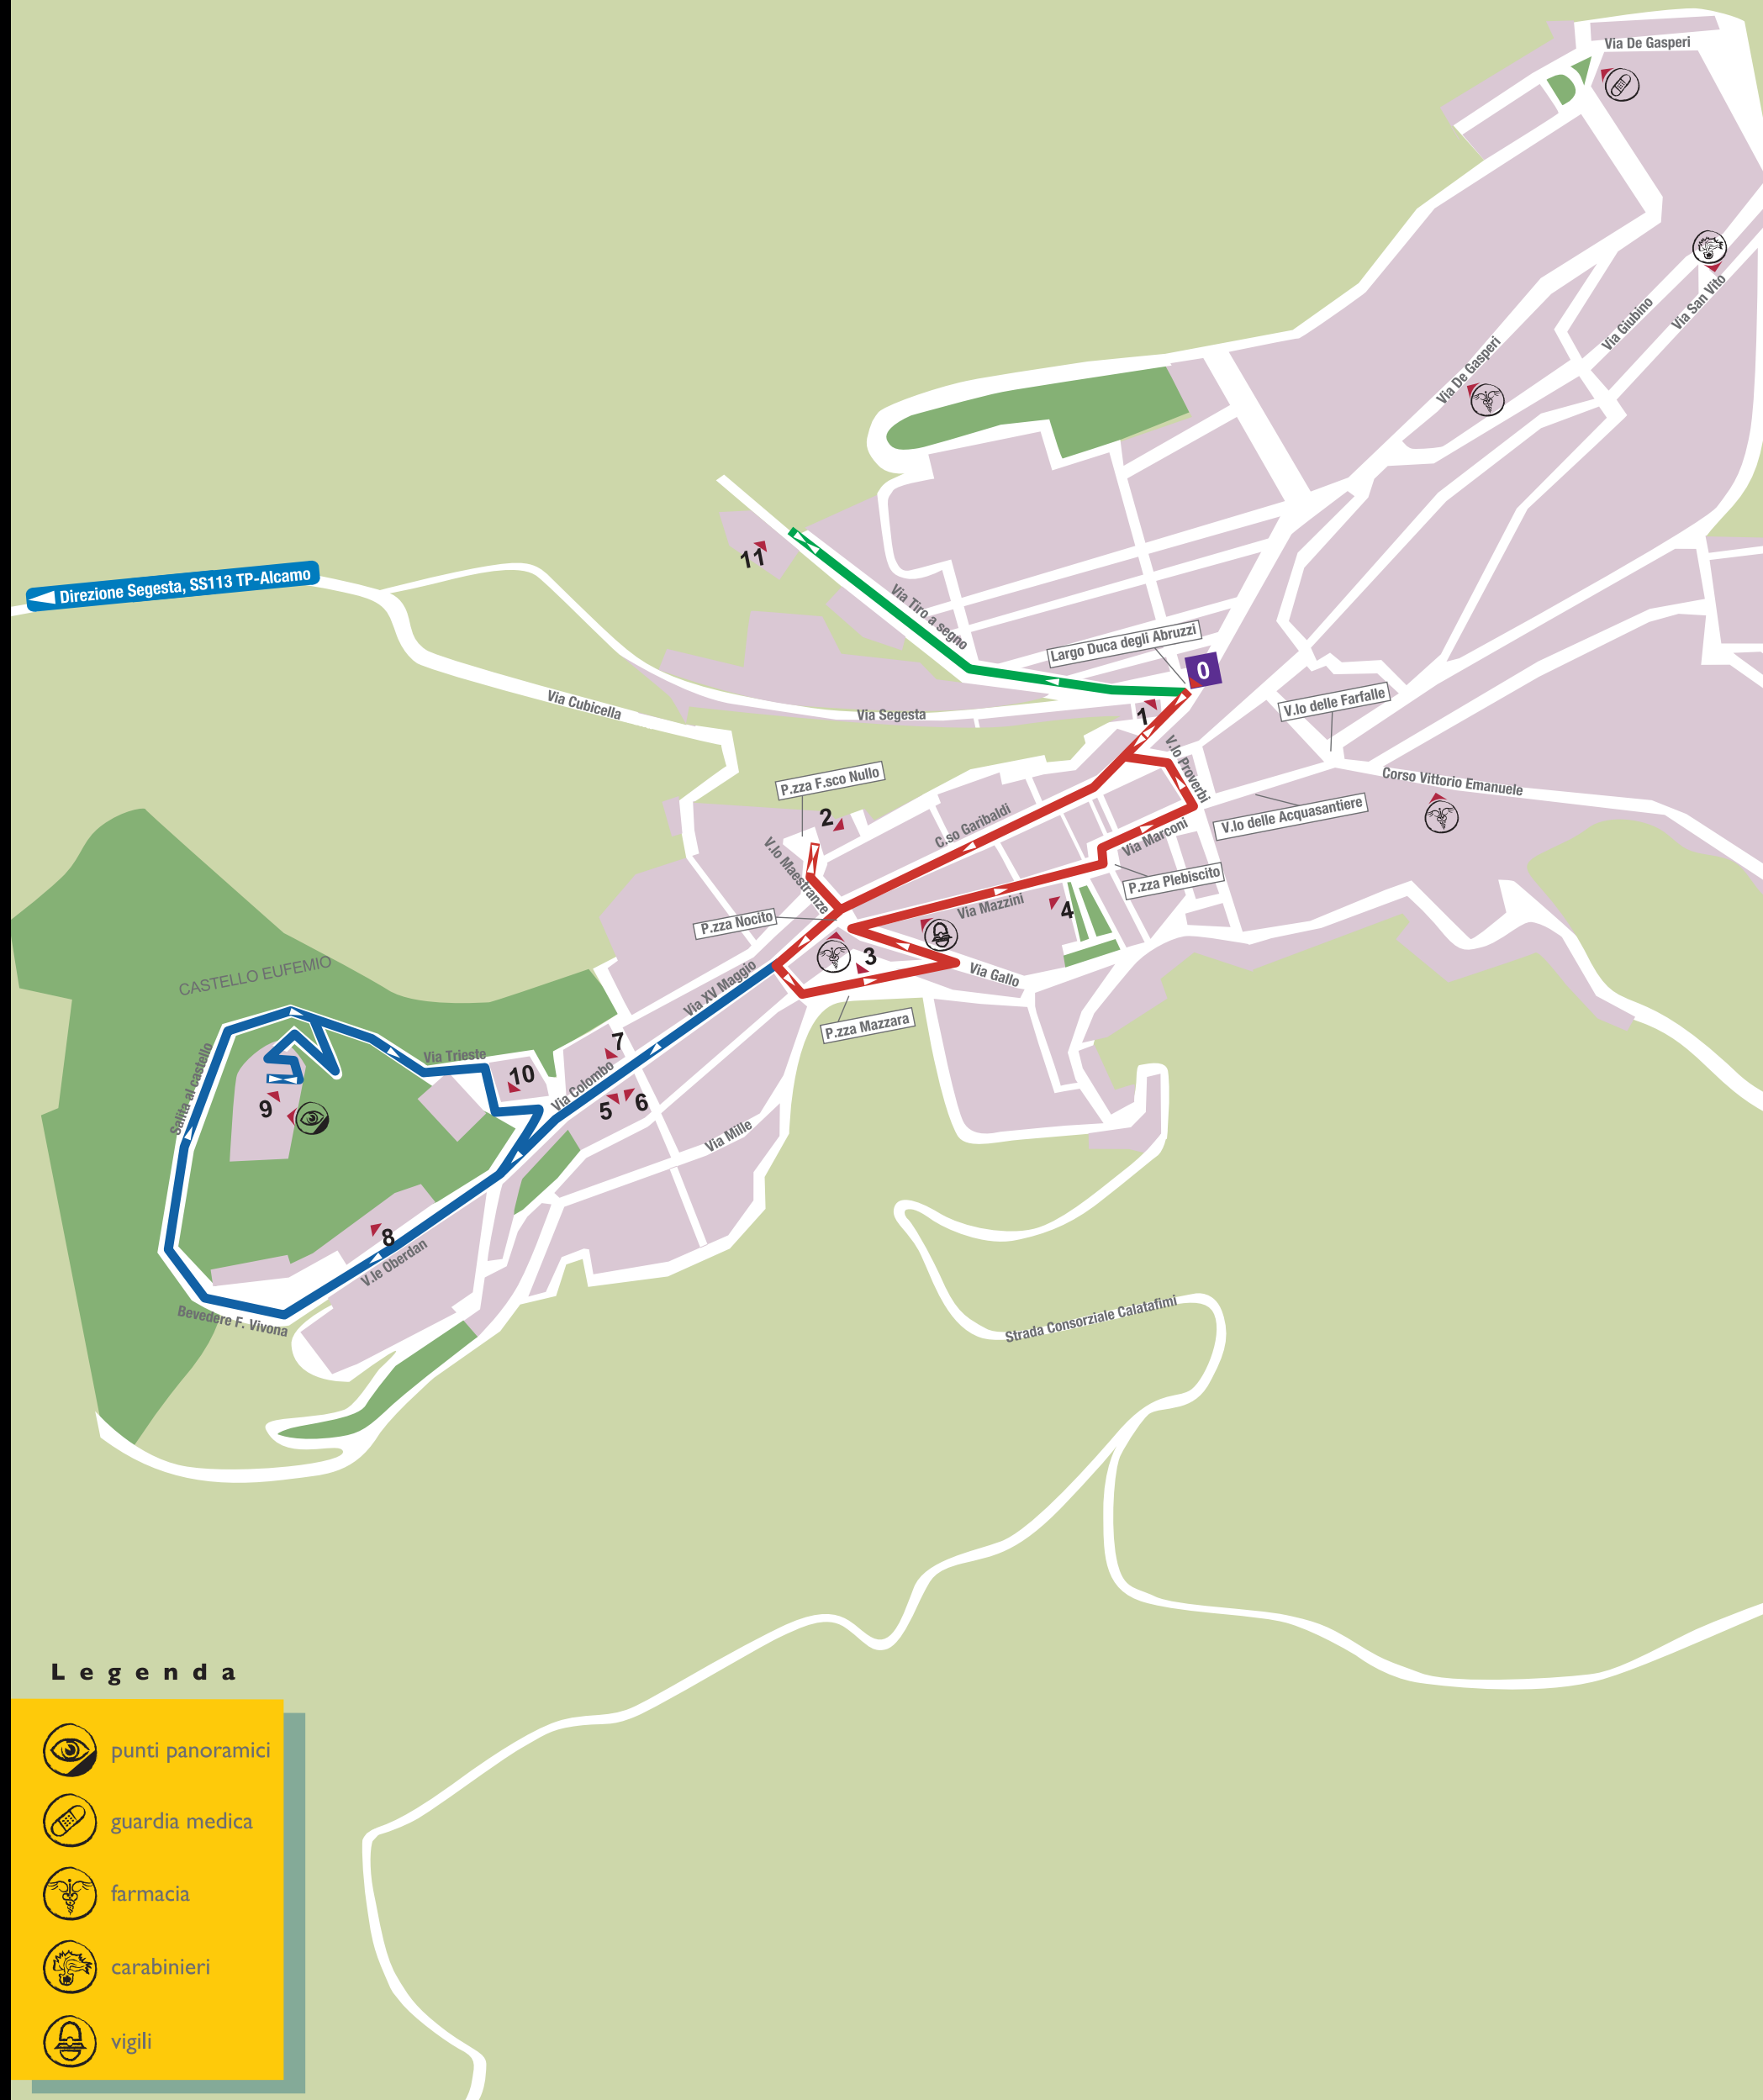 Via De Gasperi
Via Giubino
Via San Vito
Via De Gasperi
11
Direzione Segesta, SS113 TP-Alcamo
Via Tiro a segno
Largo Duca degli Abruzzi
0
Via Cubicella
Via Segesta
1
V.lo delle Farfalle
V.lo Proverbi
P.zza F.sco Nullo
Corso Vittorio Emanuele
2
V.lo delle Acquasantiere
C.so Garibaldi
Via Marconi
V.lo Maestranze
P.zza Plebiscito
P.zza Nocito
Via Mazzini
4
CASTELLO EUFEMIO
Via XV Maggio
3
Via Gallo
P.zza Mazzara
7
Via Trieste
10
Via Colombo
Salita al castello
9
5
6
Via Mille
8
V.le Oberdan
Bevedere F. Vivona
Strada Consorziale Calatafimi
Legenda
punti panoramici
guardia medica
farmacia
carabinieri
vigili